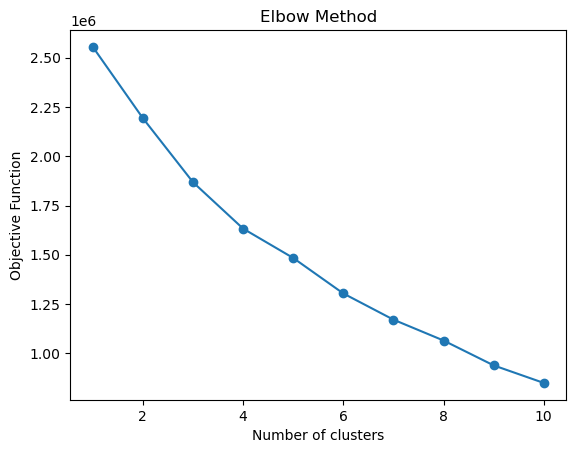 Elbow Method
1e6
2.50
2.25
2.00
1.75
1.50
1.25
1.00
Objective Function
2 4 6 8 10
Number of clusters